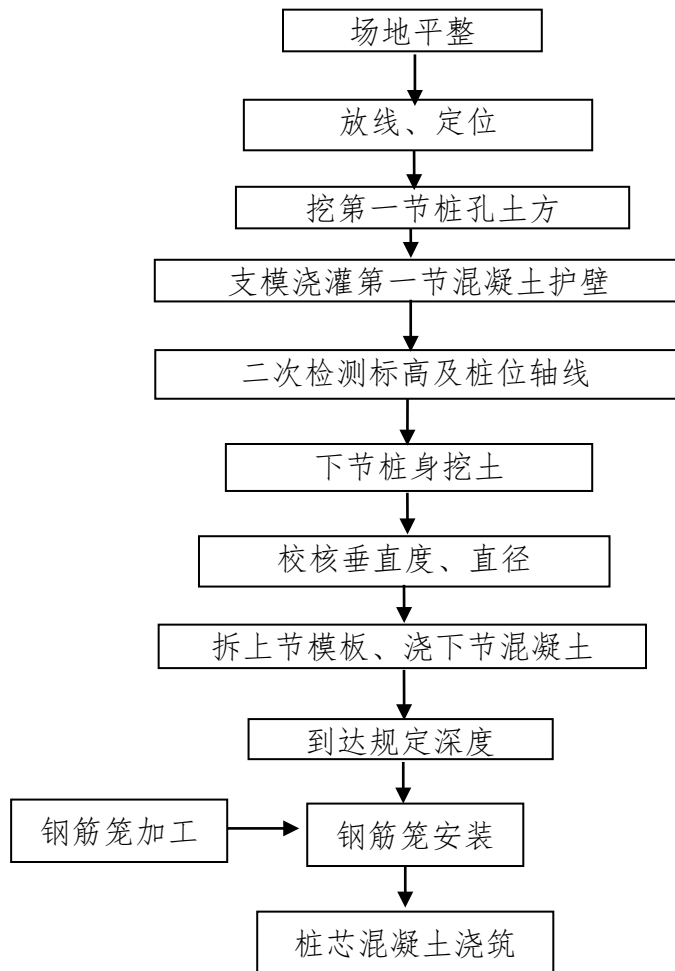 场地平整
放线、定位
挖第一节桩孔土方
支模浇灌第一节混凝土护壁
二次检测标高及桩位轴线
下节桩身挖土
校核垂直度、直径
拆上节模板、浇下节混凝土
到达规定深度
钢筋笼加工
钢筋笼安装
桩芯混凝土浇筑